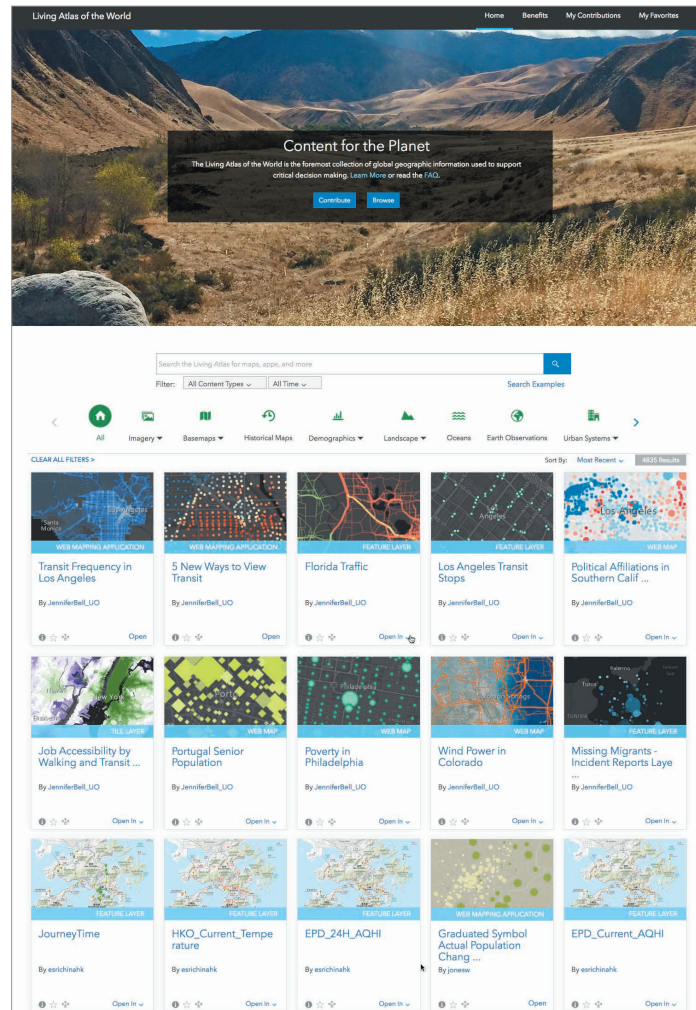 Living Atlas of the World
Home Benefits My Contributions My Favorites
Content for the Planet
The Living Atlas of the World is the foremost collection of global geographic information used to support
critical decision making. Learn More or read the FAQ.
Contribute Browse
Search the Living Atlas for maps, apps, and more
Filter: All Content Types All Time Search Examples
All Imagery Basemaps Historical Maps Demographics Landscape Oceans Earth Observations Urban Systems
CLEAR ALL FILTERS > Sort By: Most Recent 4835 Results
Santa
Monica
Los Angeles
Angeles
Los Angeles
WEB MAPPING APPLICATION WEB MAPPING APPLICATION FEATURE LAYER FEATURE LAYER WEB MAP
Transit Frequency in 5 New Ways to View Florida Traffic Los Angeles Transit Political Affiliations in
Los Angeles Transit Stops Southern Calif ...
By JenniferBell_UO By JenniferBell_UO By JenniferBell_UO By JenniferBell_UO By JenniferBell_UO
Open Open Open In Open In Open In
New York
Porto
Philadelphia
Palermo
Tunis
TUNISIA
TILE LAYER WEB MAP WEB MAP WEB MAP FEATURE LAYER
Job Accessibility by Portugal Senior Poverty in Wind Power in Missing Migrants -
Walking and Transit ... Population Philadelphia Colorado Incident Reports Laye
...
By JenniferBell_UO By JenniferBell_UO By JenniferBell_UO By JenniferBell_UO By JenniferBell_UO
Open In Open In Open In Open In Open In
FEATURE LAYER FEATURE LAYER FEATURE LAYER WEB MAPPING APPLICATION FEATURE LAYER
JourneyTime HKO_Current_Tempe EPD_24H_AQHI Graduated Symbol EPD_Current_AQHI
rature Actual Population
Chang ...
By esrichinahk By esrichinahk By esrichinahk By jonesw By esrichinahk
Open In Open In Open In Open Open In